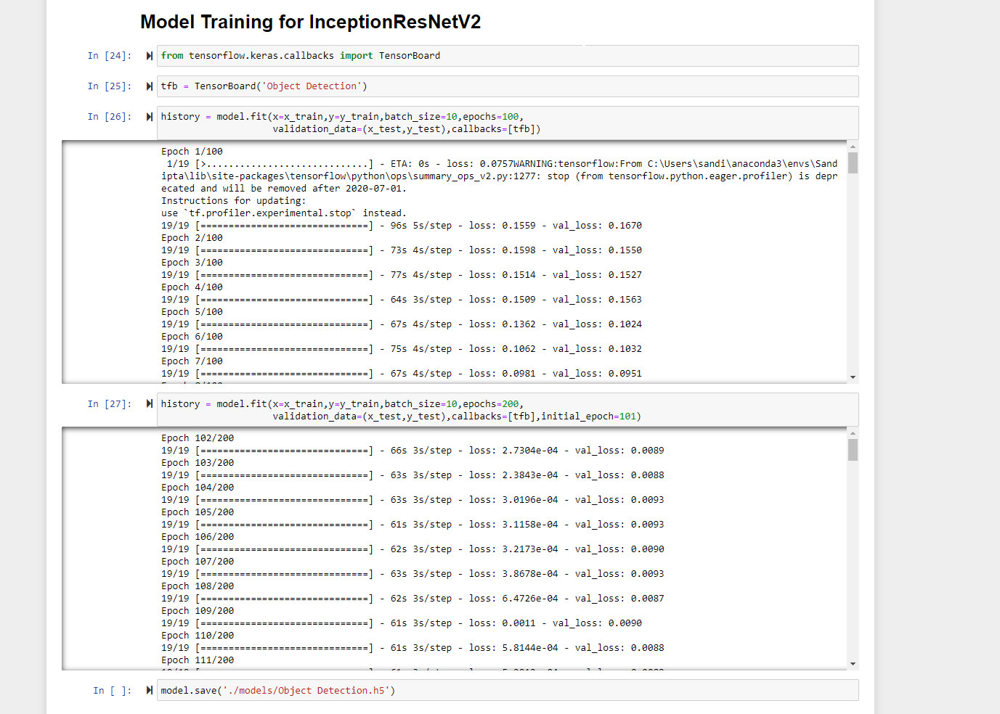 Model Training for InceptionResNetV2
In [24]: from tensorflow.keras.callbacks import TensorBoard
In [25]: tfb = TensorBoard('Object Detection')
In [26]: history = model.fit(x=x_train,y=y_train,batch_size=10,epochs=100,
validation_data=(x_test,y_test),callbacks=[tfb])
Epoch 1/100
1/19 [>.............................] - ETA: 0s - loss: 0.0757WARNING:tensorflow:From C:\Users\sandi\anaconda3\envs\Sand
ipta\lib\site-packages\tensorflow\python\ops\summary_ops_v2.py:1277: stop (from tensorflow.python.eager.profiler) is depr
ecated and will be removed after 2020-07-01.
Instructions for updating:
use `tf.profiler.experimental.stop` instead.
19/19 [==============================] - 96s 5s/step - loss: 0.1559 - val_loss: 0.1670
Epoch 2/100
19/19 [==============================] - 73s 4s/step - loss: 0.1598 - val_loss: 0.1550
Epoch 3/100
19/19 [==============================] - 77s 4s/step - loss: 0.1514 - val_loss: 0.1527
Epoch 4/100
19/19 [==============================] - 64s 3s/step - loss: 0.1509 - val_loss: 0.1563
Epoch 5/100
19/19 [==============================] - 67s 4s/step - loss: 0.1362 - val_loss: 0.1024
Epoch 6/100
19/19 [==============================] - 75s 4s/step - loss: 0.1062 - val_loss: 0.1032
Epoch 7/100
19/19 [==============================] - 67s 4s/step - loss: 0.0981 - val_loss: 0.0951
In [27]: history = model.fit(x=x_train,y=y_train,batch_size=10,epochs=200,
validation_data=(x_test,y_test),callbacks=[tfb],initial_epoch=101)
Epoch 102/200
19/19 [==============================] - 66s 3s/step - loss: 2.7304e-04 - val_loss: 0.0089
Epoch 103/200
19/19 [==============================] - 63s 3s/step - loss: 2.3843e-04 - val_loss: 0.0088
Epoch 104/200
19/19 [==============================] - 63s 3s/step - loss: 3.0196e-04 - val_loss: 0.0093
Epoch 105/200
19/19 [==============================] - 61s 3s/step - loss: 3.1158e-04 - val_loss: 0.0093
Epoch 106/200
19/19 [==============================] - 62s 3s/step - loss: 3.2173e-04 - val_loss: 0.0090
Epoch 107/200
19/19 [==============================] - 63s 3s/step - loss: 3.8678e-04 - val_loss: 0.0093
Epoch 108/200
19/19 [==============================] - 62s 3s/step - loss: 6.4726e-04 - val_loss: 0.0087
Epoch 109/200
19/19 [==============================] - 61s 3s/step - loss: 0.0011 - val_loss: 0.0090
Epoch 110/200
19/19 [==============================] - 61s 3s/step - loss: 5.8144e-04 - val_loss: 0.0088
Epoch 111/200
In [ ]: model.save('./models/Object Detection.h5')